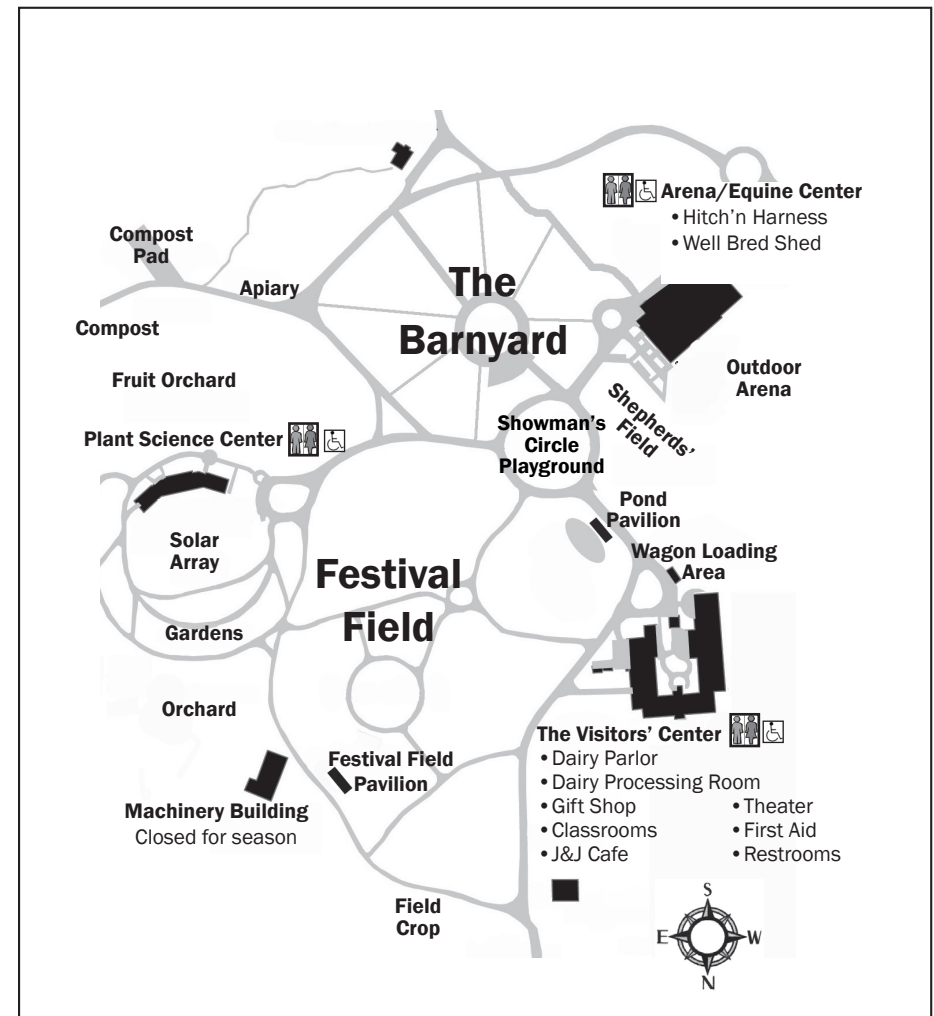 Arena/Equine Center
• Hitch'n Harness
• Well Bred Shed
Compost
Pad
Apiary
The
Barnyard
Compost
Fruit Orchard
Outdoor
Arena
Shepherds'
Field
Showman's
Circle
Playground
Plant Science Center
Pond
Pavilion
Solar
Array
Wagon Loading
Area
Festival
Field
Gardens
Orchard
The Visitors' Center
• Dairy Parlor
• Dairy Processing Room
• Gift Shop
• Classrooms
• J&J Cafe
• Theater
• First Aid
• Restrooms
Festival Field
Pavilion
Machinery Building
Closed for season
Field
Crop
S
E W
N